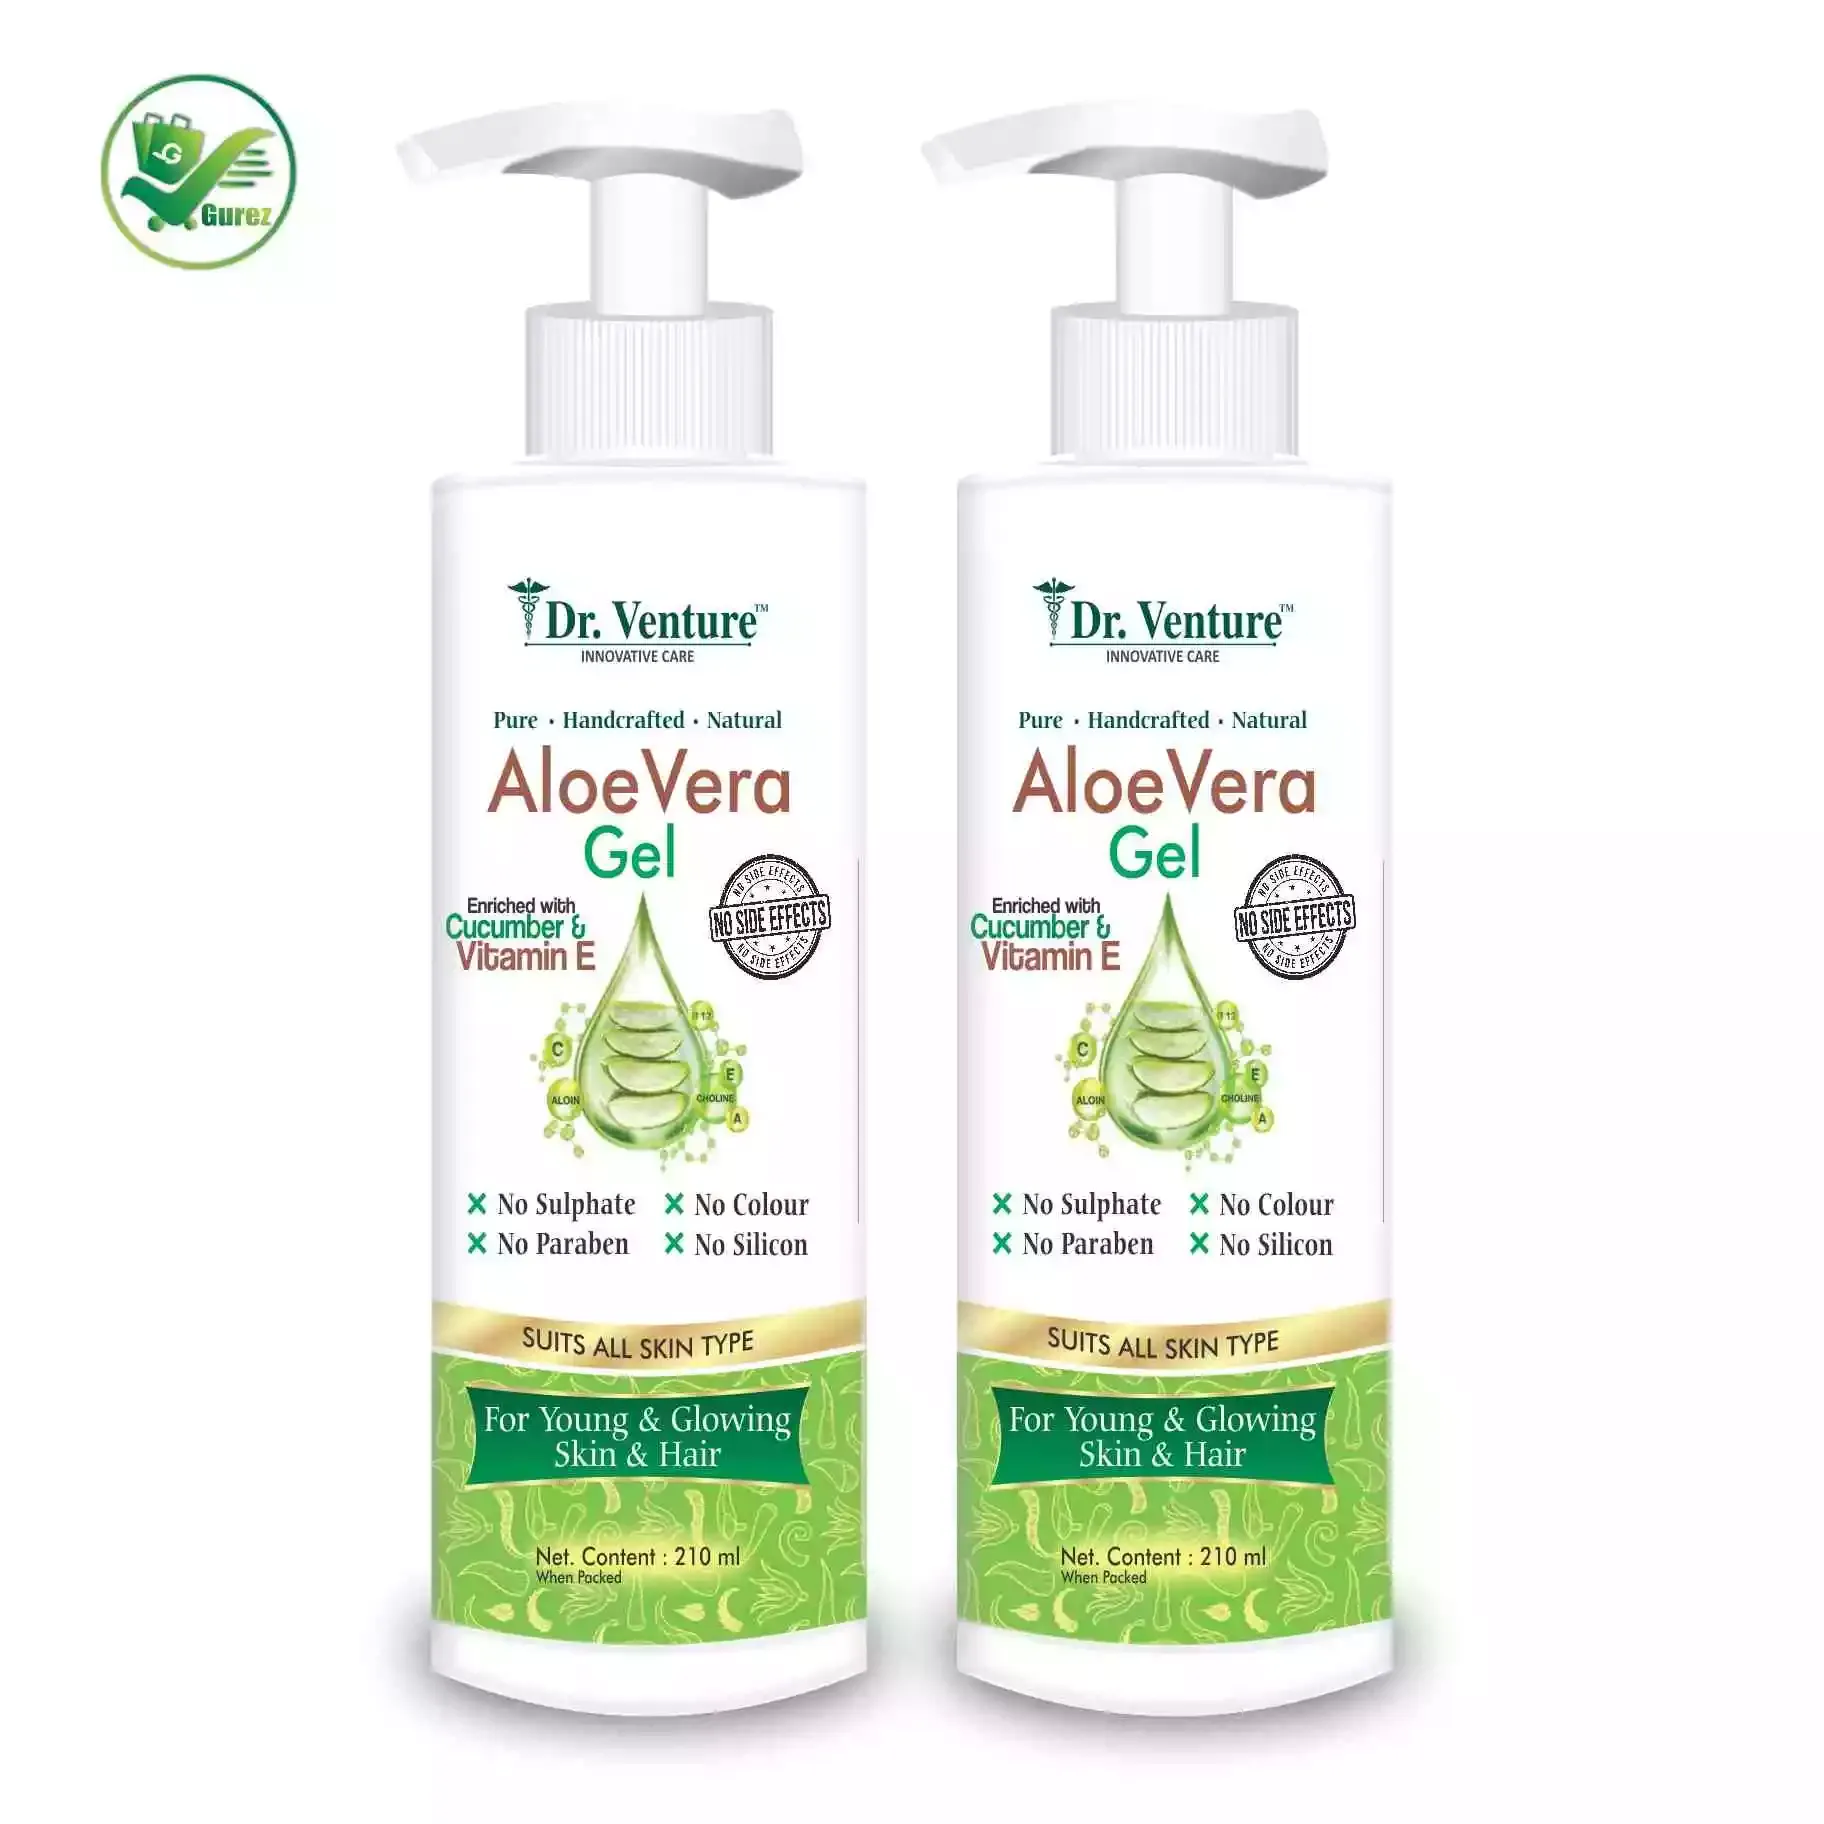 G
Gurez
Dr. Venture™
INNOVATIVE CARE
Pure • Handcrafted • Natural
AloeVera
Gel
Enriched with
Cucumber &
Vitamin E
NO SIDE EFFECTS
NO SIDE EFFECTS
NO SIDE EFFECTS
B12
C
E
ALOIN
CHOLINE
A
No Sulphate
No Colour
No Paraben
No Silicon
SUITS ALL SKIN TYPE
For Young & Glowing
Skin & Hair
Net. Content : 210 ml
When Packed
Dr. Venture™
INNOVATIVE CARE
Pure • Handcrafted • Natural
AloeVera
Gel
Enriched with
Cucumber &
Vitamin E
NO SIDE EFFECTS
NO SIDE EFFECTS
NO SIDE EFFECTS
B12
C
E
ALOIN
CHOLINE
A
No Sulphate
No Colour
No Paraben
No Silicon
SUITS ALL SKIN TYPE
For Young & Glowing
Skin & Hair
Net. Content : 210 ml
When Packed